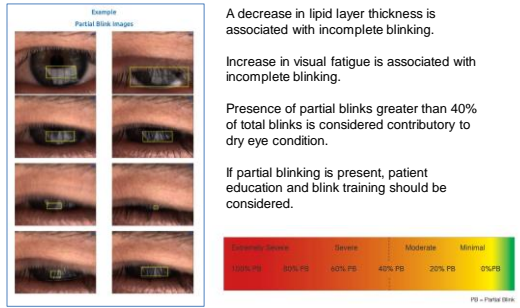 Example
Partial Blink Images
A decrease in lipid layer thickness is
associated with incomplete blinking.
Increase in visual fatigue is associated with
incomplete blinking.
Presence of partial blinks greater than 40%
of total blinks is considered contributory to
dry eye condition.
If partial blinking is present, patient
education and blink training should be
considered.
Extremely Severe Severe Moderate Minimal
100% PB 80% PB 60% PB 40% PB 20% PB 0%PB
PB = Partial Blink